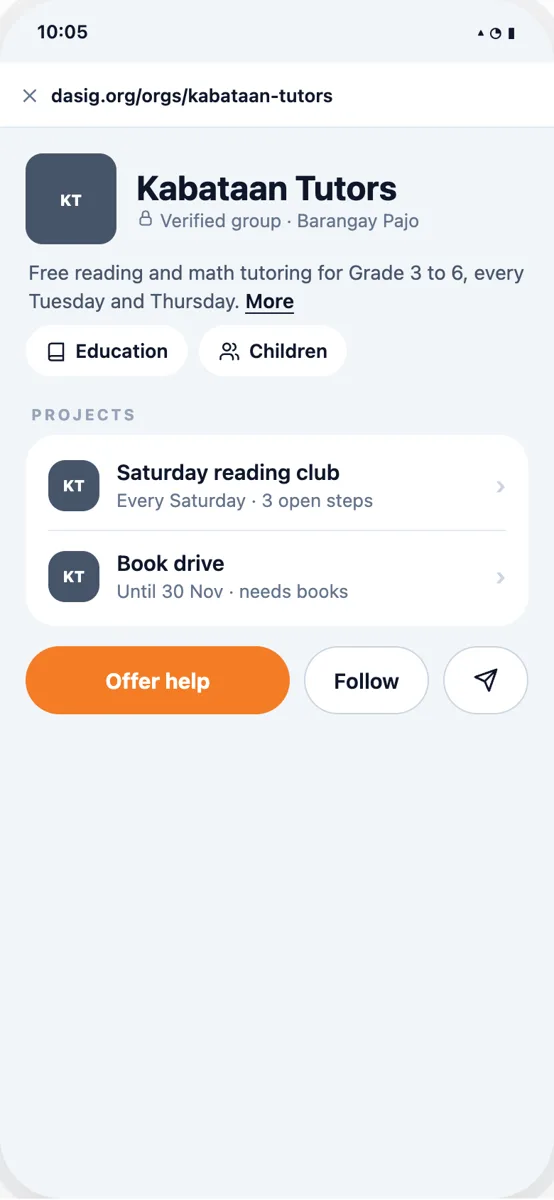 10:05
dasig.org/orgs/kabataan-tutors
KT
Kabataan Tutors
Verified group · Barangay Pajo
Free reading and math tutoring for Grade 3 to 6, every
Tuesday and Thursday. More
Education
Children
PROJECTS
KT
Saturday reading club
Every Saturday · 3 open steps
KT
Book drive
Until 30 Nov · needs books
Offer help
Follow